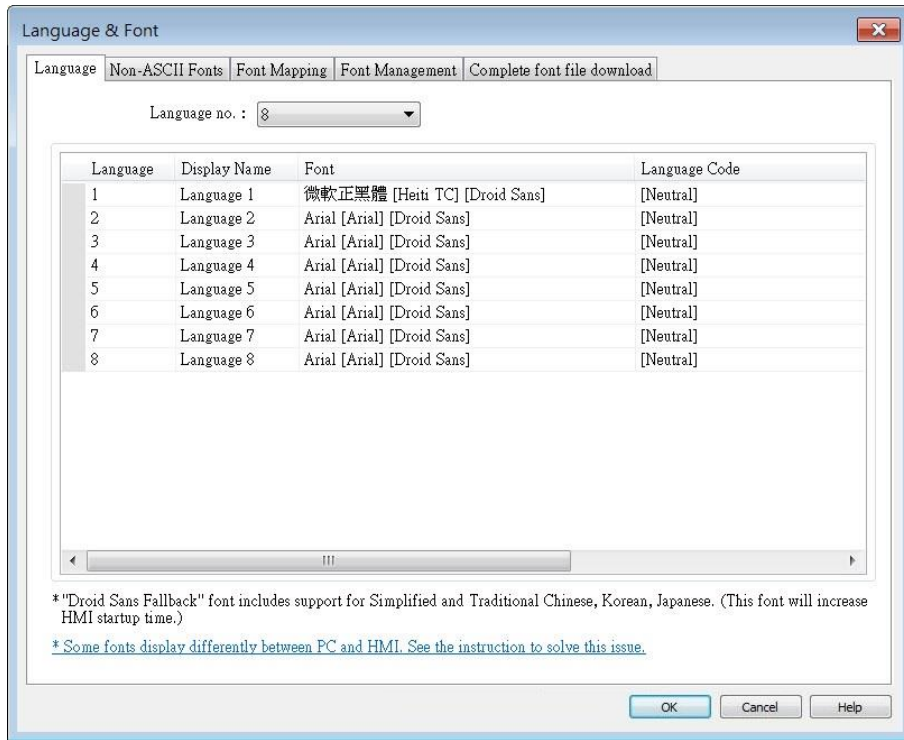 Language & Font
Language Non-ASCII Fonts Font Mapping Font Management Complete font file download
Language no. : 8
Language Display Name Font Language Code
1 Language 1 微軟正黑體 [Heiti TC] [Droid Sans] [Neutral]
2 Language 2 Arial [Arial] [Droid Sans] [Neutral]
3 Language 3 Arial [Arial] [Droid Sans] [Neutral]
4 Language 4 Arial [Arial] [Droid Sans] [Neutral]
5 Language 5 Arial [Arial] [Droid Sans] [Neutral]
6 Language 6 Arial [Arial] [Droid Sans] [Neutral]
7 Language 7 Arial [Arial] [Droid Sans] [Neutral]
8 Language 8 Arial [Arial] [Droid Sans] [Neutral]
* "Droid Sans Fallback" font includes support for Simplified and Traditional Chinese, Korean, Japanese. (This font will increase
HMI startup time.)
* Some fonts display differently between PC and HMI. See the instruction to solve this issue.
OK Cancel Help